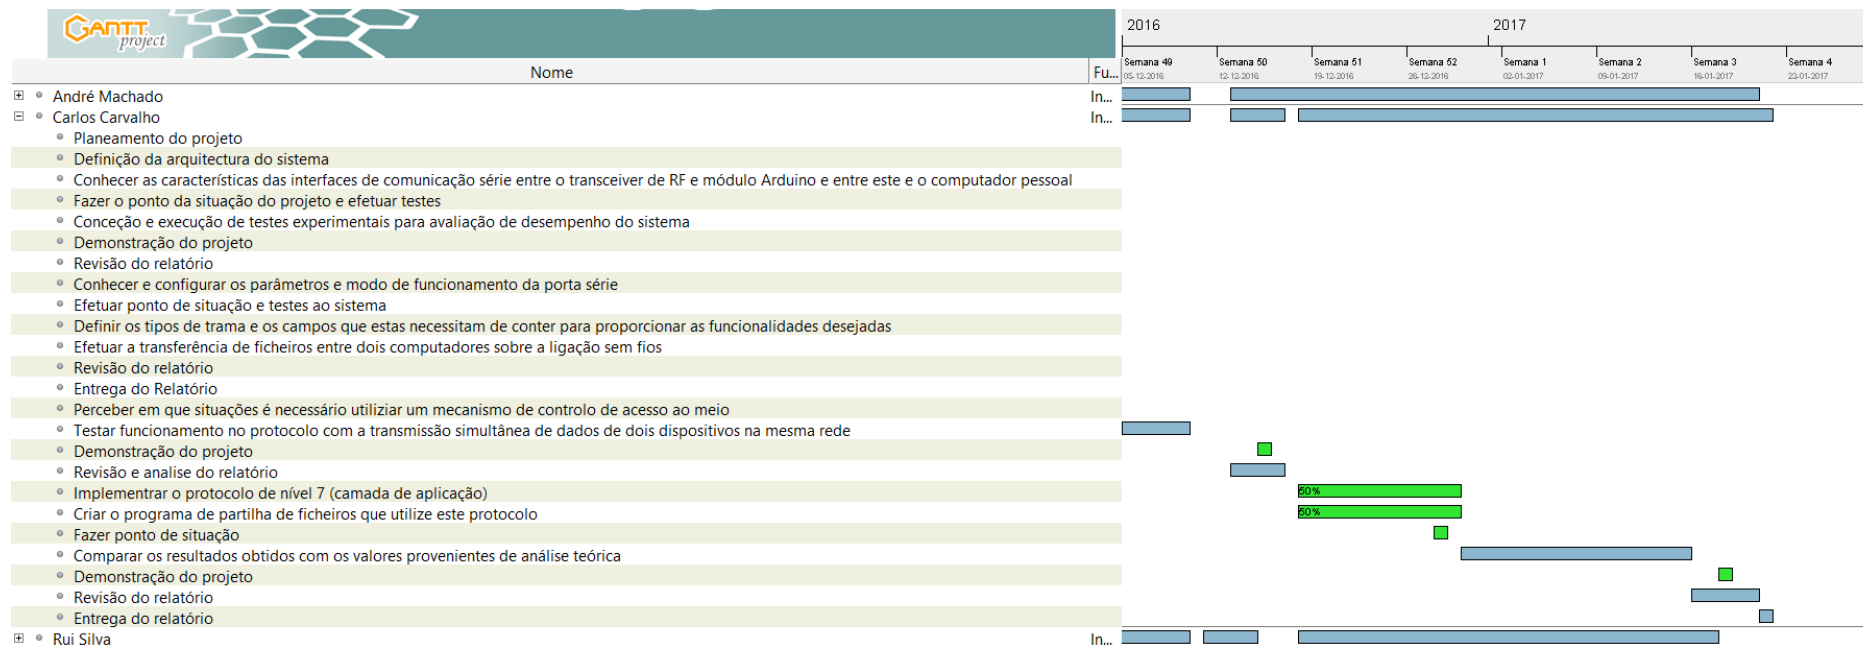 GANTT project
2016 2017
Nome Fu...
Semana 49 Semana 50 Semana 51 Semana 52 Semana 1 Semana 2 Semana 3 Semana 4
05-12-2016 12-12-2016 19-12-2016 26-12-2016 02-01-2017 09-01-2017 16-01-2017 23-01-2017
André Machado In...
Carlos Carvalho In...
Planeamento do projeto
Definição da arquitectura do sistema
Conhecer as características das interfaces de comunicação série entre o transceiver de RF e módulo Arduino e entre este e o computador pessoal
Fazer o ponto da situação do projeto e efetuar testes
Conceção e execução de testes experimentais para avaliação de desempenho do sistema
Demonstração do projeto
Revisão do relatório
Conhecer e configurar os parâmetros e modo de funcionamento da porta série
Efetuar ponto de situação e testes ao sistema
Definir os tipos de trama e os campos que estas necessitam de conter para proporcionar as funcionalidades desejadas
Efetuar a transferência de ficheiros entre dois computadores sobre a ligação sem fios
Revisão do relatório
Entrega do Relatório
Perceber em que situações é necessário utiliziar um mecanismo de controlo de acesso ao meio
Testar funcionamento no protocolo com a transmissão simultânea de dados de dois dispositivos na mesma rede
Demonstração do projeto
Revisão e analise do relatório
Implementrar o protocolo de nível 7 (camada de aplicação) 50%
Criar o programa de partilha de ficheiros que utilize este protocolo 50%
Fazer ponto de situação
Comparar os resultados obtidos com os valores provenientes de análise teórica
Demonstração do projeto
Revisão do relatório
Entrega do relatório
Rui Silva In...